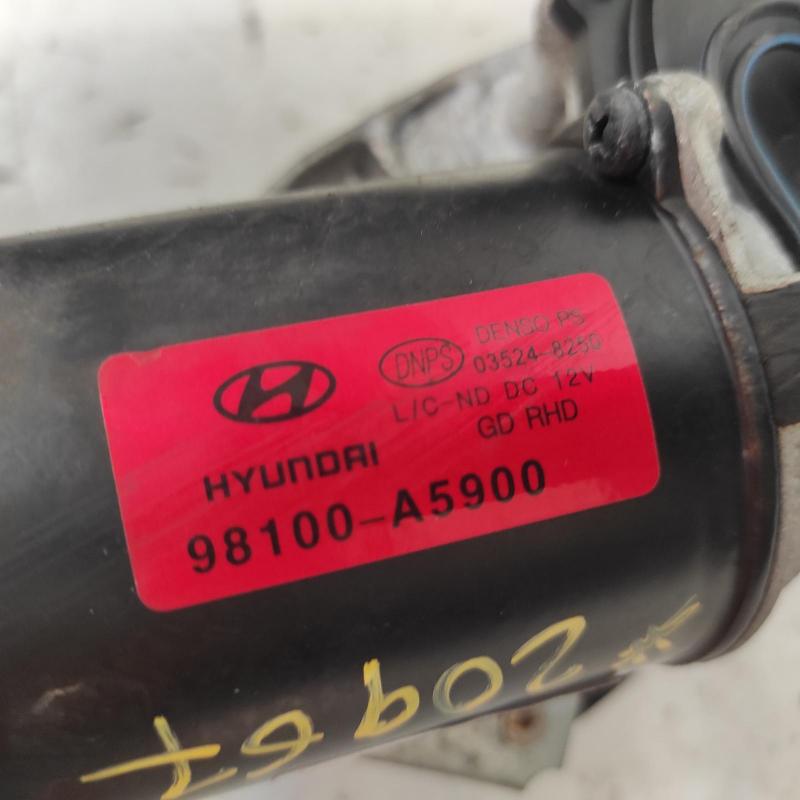 DENSO PS
DNPS 03524-8250
L/C-ND DC 12V
GD RHD
HYUNDAI
98100-A5900